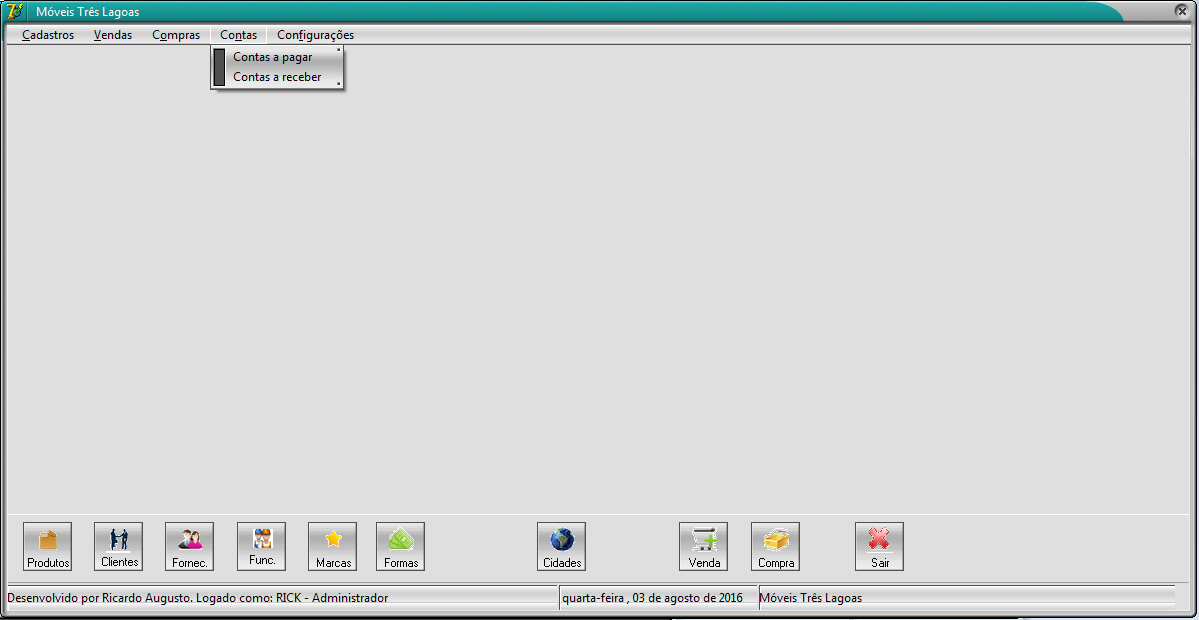 Móveis Três Lagoas
Cadastros Vendas Compras Contas Configurações
Contas a pagar
Contas a receber
Produtos Clientes Fornec. Func. Marcas Formas Cidades Venda Compra Sair
Desenvolvido por Ricardo Augusto. Logado como: RICK - Administrador quarta-feira , 03 de agosto de 2016 Móveis Três Lagoas